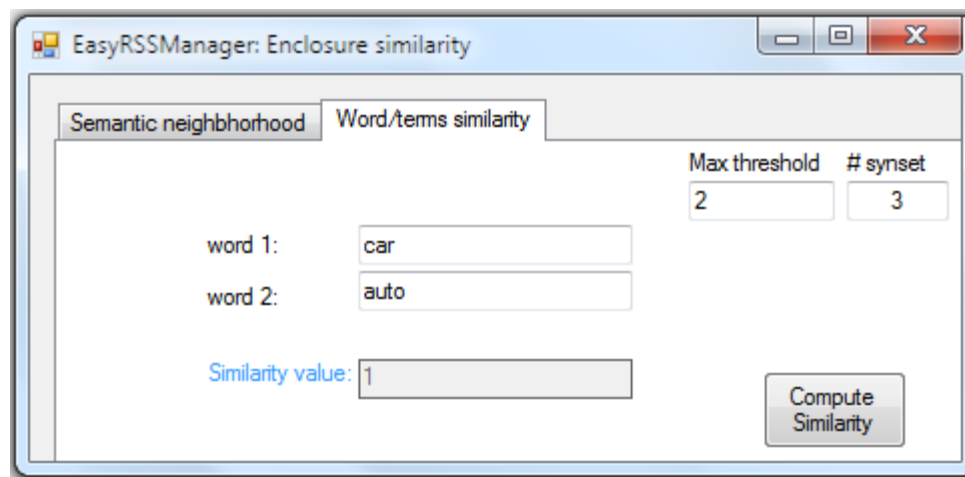 EasyRSSManager: Enclosure similarity
Semantic neighbhorhood Word/terms similarity
Max threshold # synset
2 3
word 1: car
word 2: auto
Similarity value: 1
Compute
Similarity